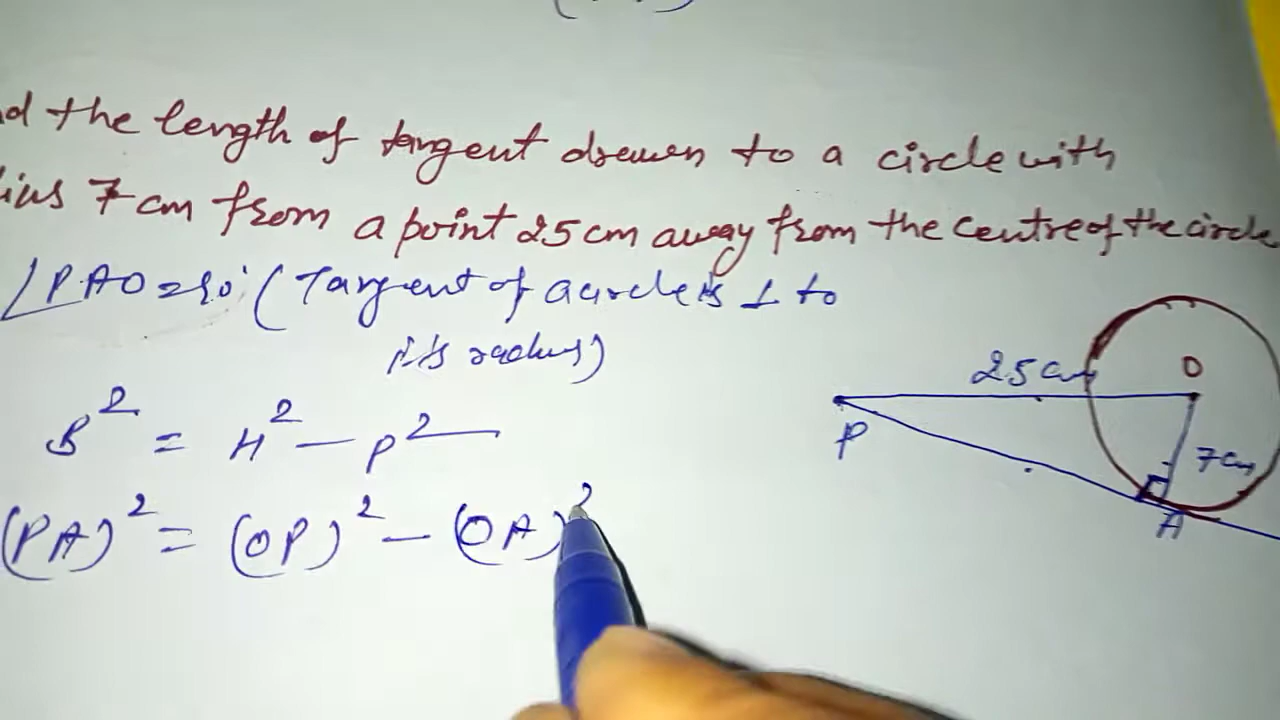 nd the length of tangent drawn to a circle with
ius 7 cm from a point 25 cm away from the centre of the circle
∠PAO = 90° (Tangent of a circle is ⊥ to
its radius)
B² = H² - P²
(PA)² = (OP)² - (OA)²
25 cm
O
P
7cm
A